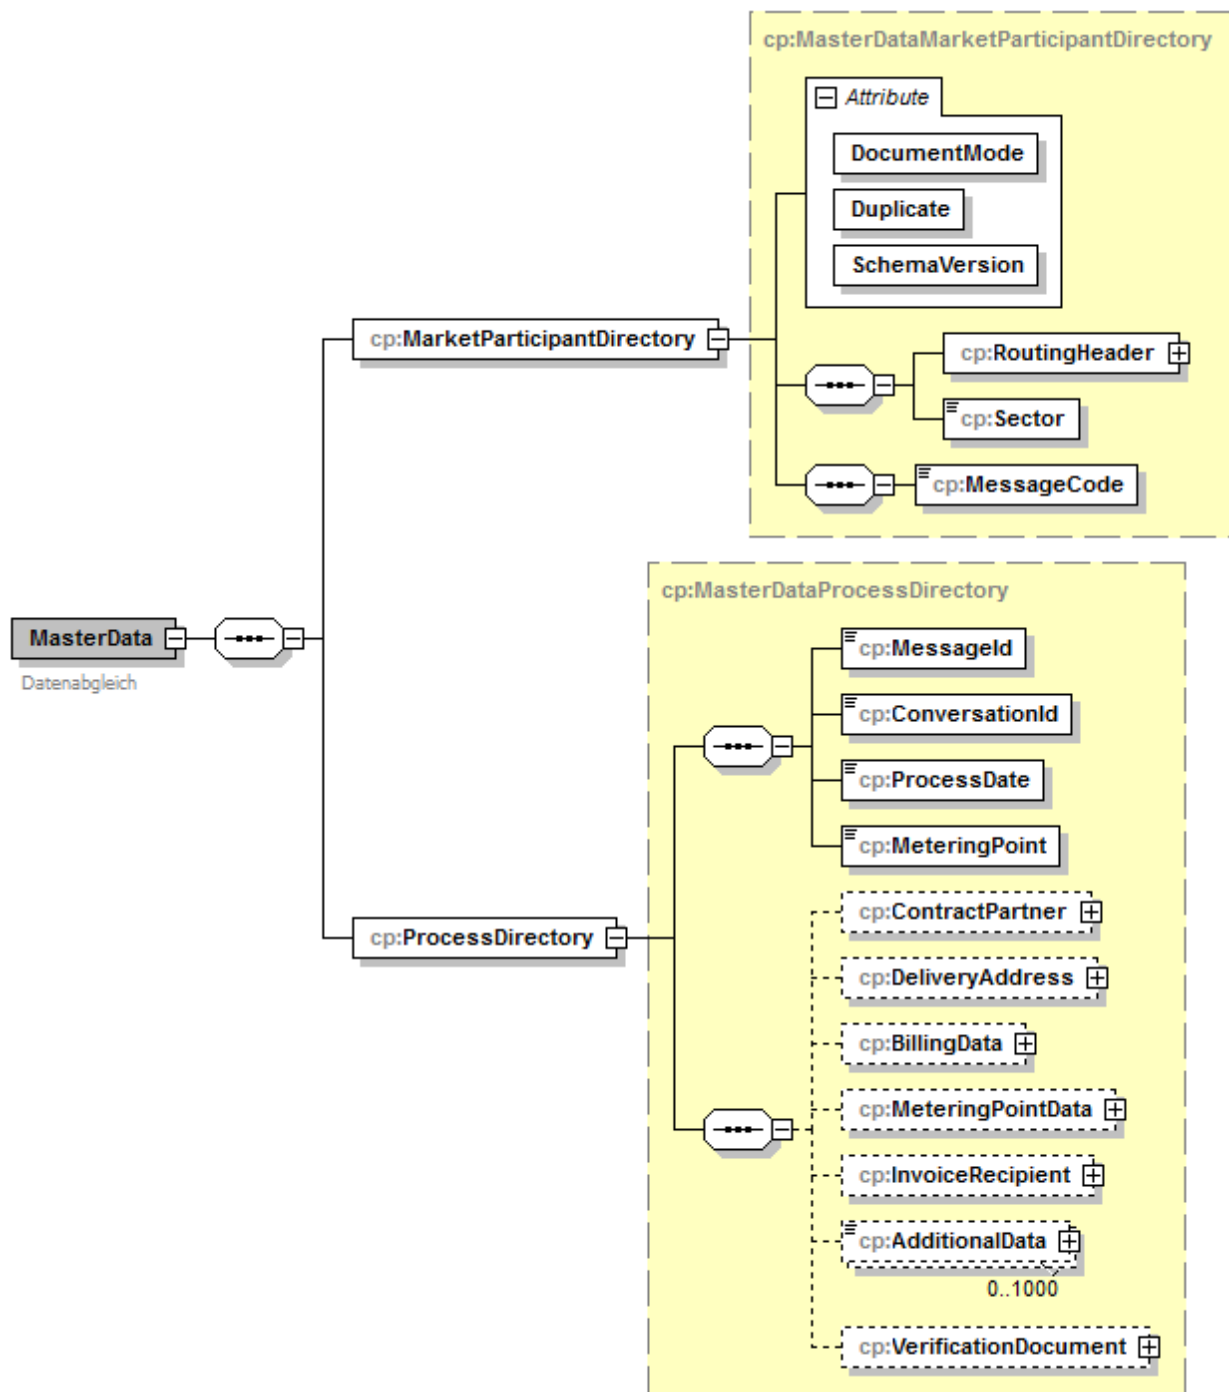 cp:MasterDataMarketParticipantDirectory
Attribute
DocumentMode
Duplicate
SchemaVersion
cp:MarketParticipantDirectory
cp:RoutingHeader
cp:Sector
cp:MessageCode
cp:MasterDataProcessDirectory
MasterData
Datenabgleich
cp:MessageId
cp:ConversationId
cp:ProcessDate
cp:MeteringPoint
cp:ProcessDirectory
cp:ContractPartner
cp:DeliveryAddress
cp:BillingData
cp:MeteringPointData
cp:InvoiceRecipient
cp:AdditionalData
0..1000
cp:VerificationDocument